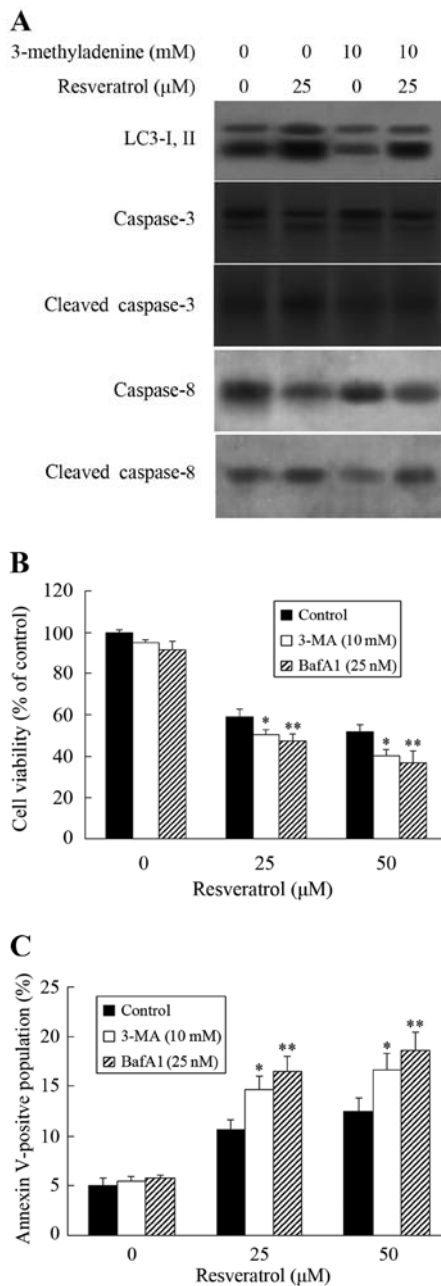 A
3-methyladenine (mM) 0 0 10 10
Resveratrol (μM) 0 25 0 25
LC3-I, II
Caspase-3
Cleaved caspase-3
Caspase-8
Cleaved caspase-8
B
Cell viability (% of control)
120
100
80
60
40
20
0
Control
3-MA (10 mM)
BafA1 (25 nM)
* ** * **
0 25 50
Resveratrol (μM)
C
Annexin V-positve population (%)
25
20
15
10
5
0
Control
3-MA (10 mM)
BafA1 (25 nM)
* ** * **
0 25 50
Resveratrol (μM)